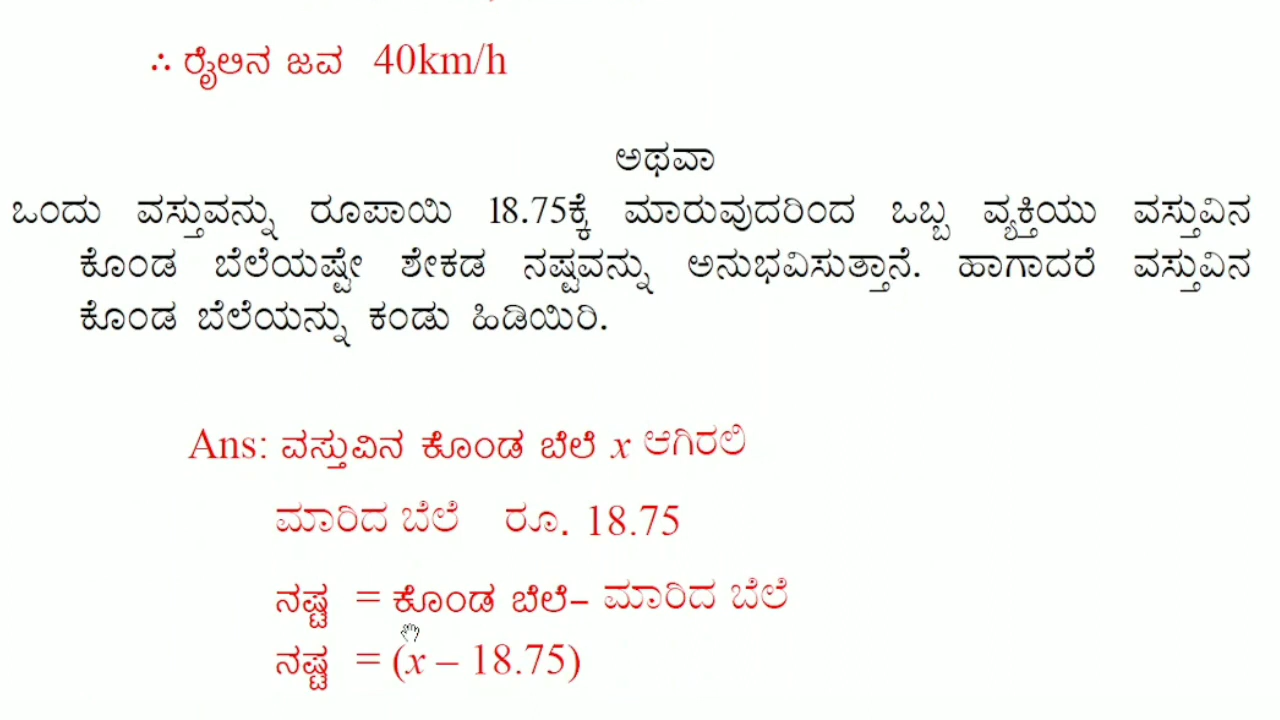 ∴ ರೈಲಿನ ಜವ 40km/h
ಅಥವಾ
ಒಂದು ವಸ್ತುವನ್ನು ರೂಪಾಯಿ 18.75ಕ್ಕೆ ಮಾರುವುದರಿಂದ ಒಬ್ಬ ವ್ಯಕ್ತಿಯು ವಸ್ತುವಿನ
ಕೊಂಡ ಬೆಲೆಯಷ್ಟೇ ಶೇಕಡ ನಷ್ಟವನ್ನು ಅನುಭವಿಸುತ್ತಾನೆ. ಹಾಗಾದರೆ ವಸ್ತುವಿನ
ಕೊಂಡ ಬೆಲೆಯನ್ನು ಕಂಡು ಹಿಡಿಯಿರಿ.
Ans: ವಸ್ತುವಿನ ಕೊಂಡ ಬೆಲೆ x ಆಗಿರಲಿ
ಮಾರಿದ ಬೆಲೆ ರೂ. 18.75
ನಷ್ಟ = ಕೊಂಡ ಬೆಲೆ– ಮಾರಿದ ಬೆಲೆ
ನಷ್ಟ = (x – 18.75)